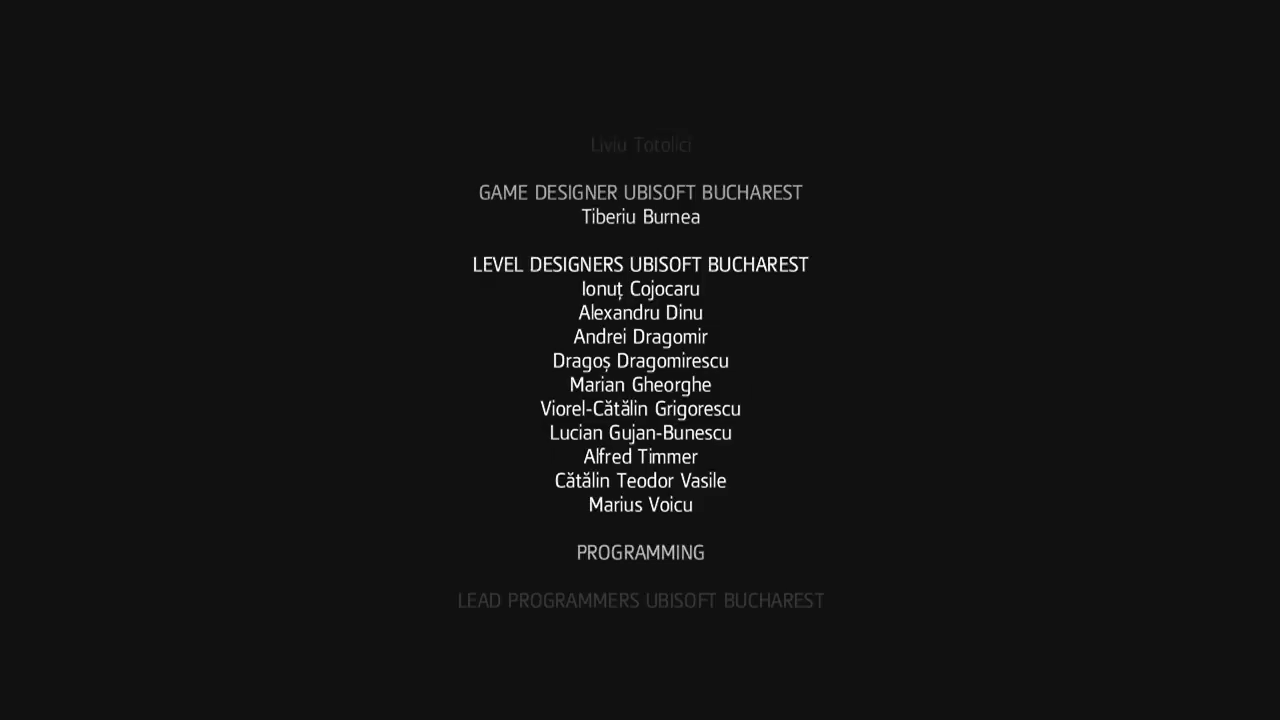 Liviu Totolici
GAME DESIGNER UBISOFT BUCHAREST
Tiberiu Burnea
LEVEL DESIGNERS UBISOFT BUCHAREST
Ionuț Cojocaru
Alexandru Dinu
Andrei Dragomir
Dragoș Dragomirescu
Marian Gheorghe
Viorel-Cătălin Grigorescu
Lucian Gujan-Bunescu
Alfred Timmer
Cătălin Teodor Vasile
Marius Voicu
PROGRAMMING
LEAD PROGRAMMERS UBISOFT BUCHAREST